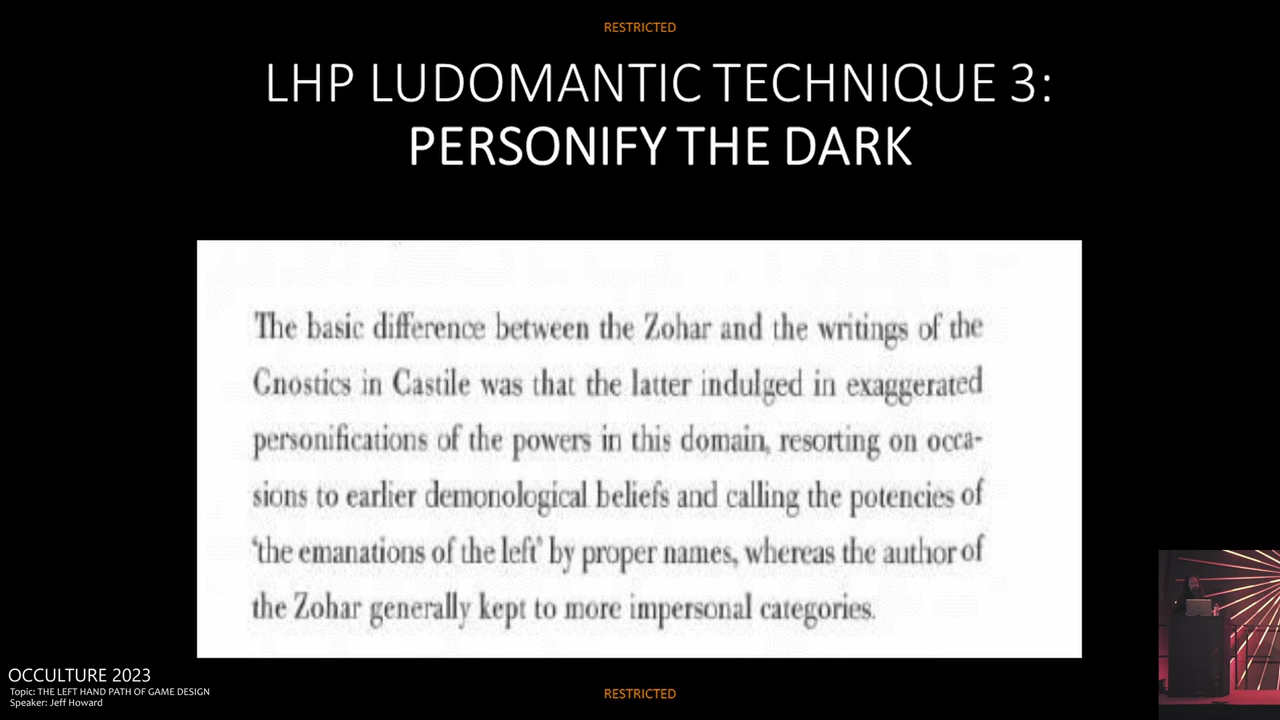 RESTRICTED
LHP LUDOMANTIC TECHNIQUE 3:
PERSONIFY THE DARK
The basic difference between the Zohar and the writings of the
Gnostics in Castile was that the latter indulged in exaggerated
personifications of the powers in this domain, resorting on occa-
sions to earlier demonological beliefs and calling the potencies of
'the emanations of the left' by proper names, whereas the author of
the Zohar generally kept to more impersonal categories.
OCCULTURE 2023
Topic: THE LEFT HAND PATH OF GAME DESIGN
Speaker: Jeff Howard
RESTRICTED